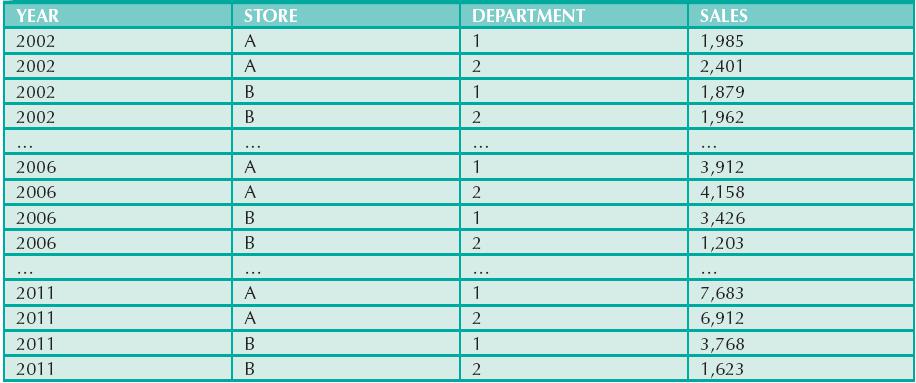 YEAR STORE DEPARTMENT SALES
2002 A 1 1,985
2002 A 2 2,401
2002 B 1 1,879
2002 B 2 1,962
... ... ... ...
2006 A 1 3,912
2006 A 2 4,158
2006 B 1 3,426
2006 B 2 1,203
... ... ... ...
2011 A 1 7,683
2011 A 2 6,912
2011 B 1 3,768
2011 B 2 1,623